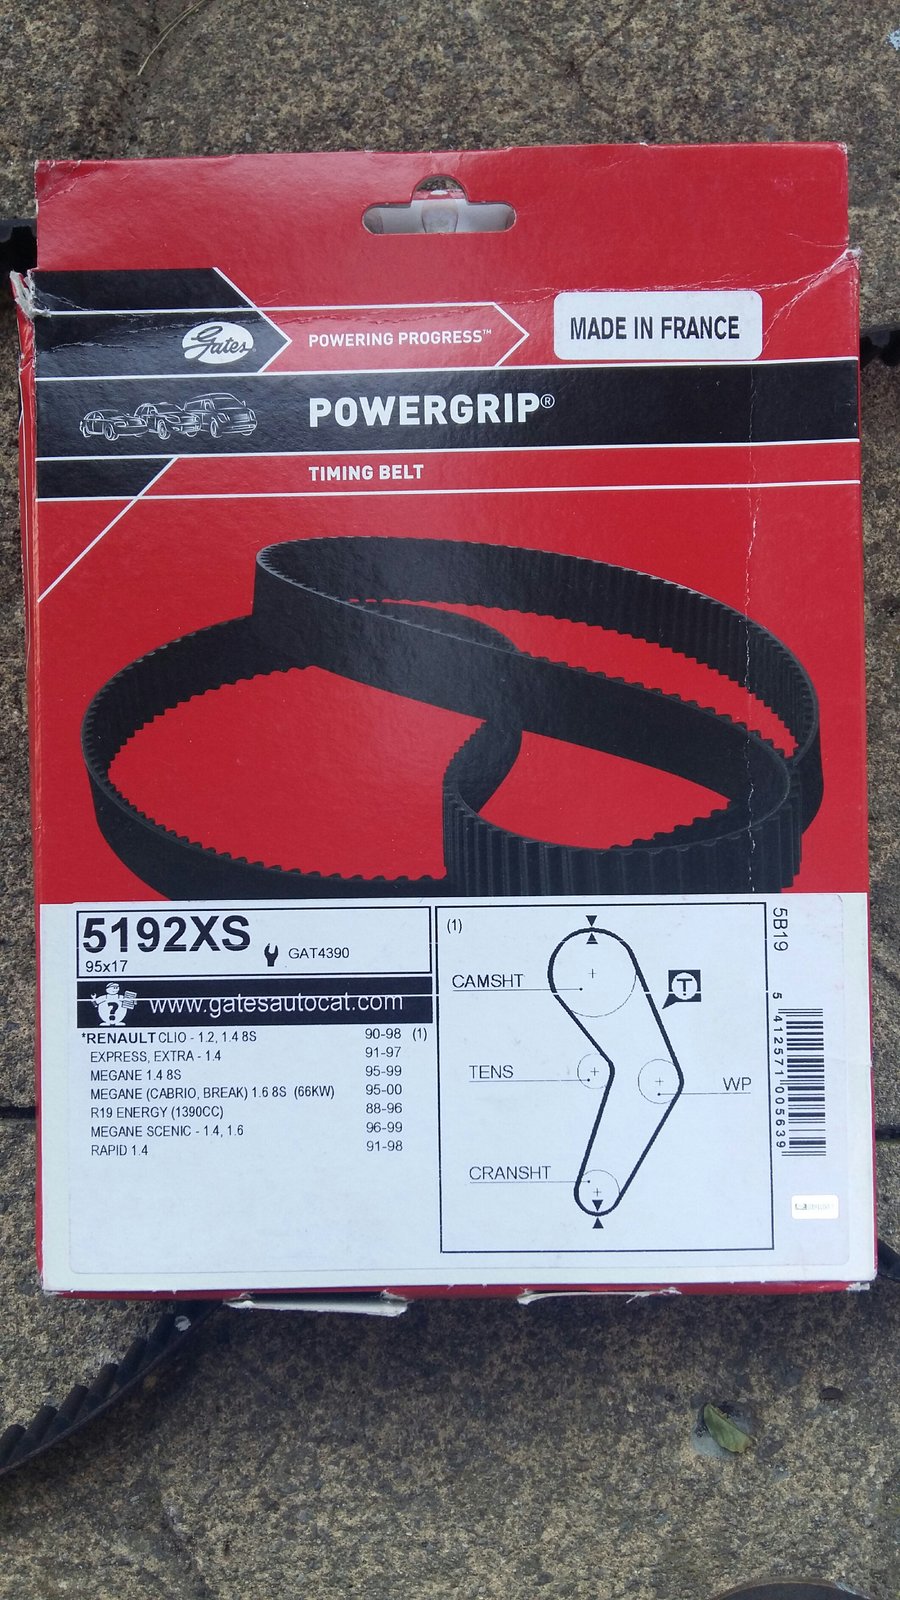 Gates
POWERING PROGRESS™
MADE IN FRANCE
POWERGRIP®
TIMING BELT
5192XS
GAT4390
95x17
? www.gatesautocat.com
*RENAULT CLIO - 1.2, 1.4 8S 90-98 (1)
EXPRESS, EXTRA - 1.4 91-97
MEGANE 1.4 8S 95-99
MEGANE (CABRIO, BREAK) 1.6 8S (66KW) 95-00
R19 ENERGY (1390CC) 88-96
MEGANE SCENIC - 1.4, 1.6 96-99
RAPID 1.4 91-98
(1)
CAMSHT
T
TENS
WP
CRANSHT
5B19
5 412571 005639